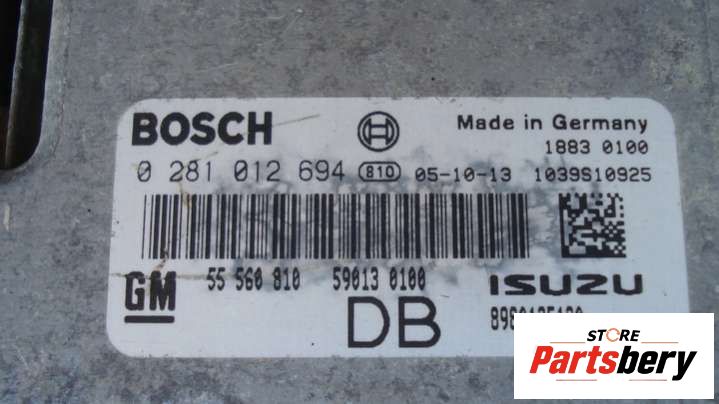 BOSCH Made in Germany
1883 0100
0 281 012 694 810 05-10-13 1039S10925
GM 55 560 810 59013 0100 ISUZU
DB
STORE
Partsbery